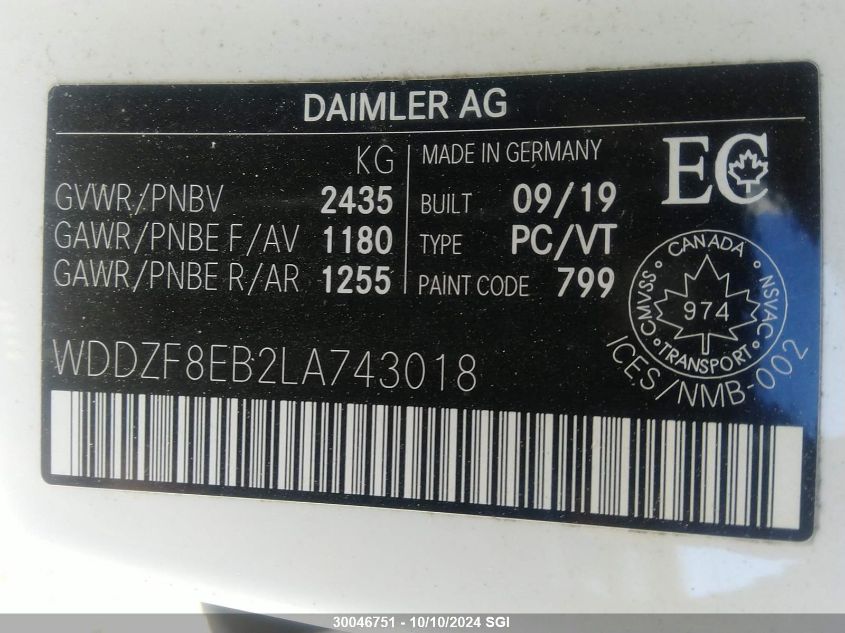 DAIMLER AG
KG
GVWR/PNBV 2435
GAWR/PNBE F/AV 1180
GAWR/PNBE R/AR 1255
MADE IN GERMANY
BUILT 09/19
TYPE PC/VT
PAINT CODE 799
EC
CANADA
CMVSS 974 NSVAC
TRANSPORT
ICES/NMB-002
WDDZF8EB2LA743018
30046751 - 10/10/2024 SGI